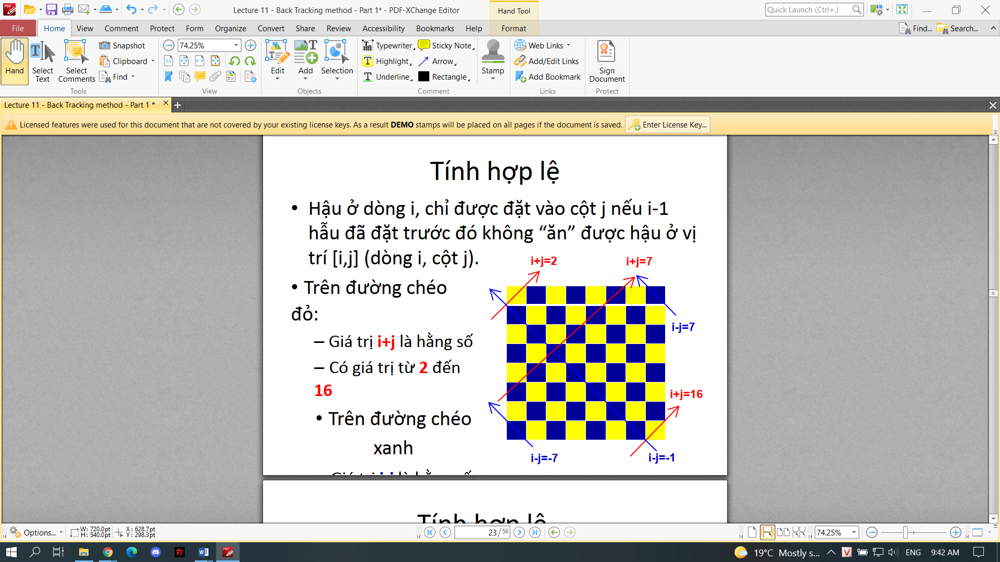 Lecture 11 - Back Tracking method - Part 1* - PDF-XChange Editor
Hand Tool
Quick Launch (Ctrl+.)
File Home View Comment Protect Form Organize Convert Share Review Accessibility Bookmarks Help Format Find... Search...
Hand
Select Text
Select Comments
Snapshot
Clipboard
Find
Tools
74.25%
View
Edit
Add
Selection
Objects
Typewriter
Highlight
Underline
Sticky Note
Arrow
Rectangle
Stamp
Comment
Web Links
Add/Edit Links
Add Bookmark
Links
Sign Document
Protect
Lecture 11 - Back Tracking method - Part 1 *
Licensed features were used for this document that are not covered by your existing license keys. As a result DEMO stamps will be placed on all pages if the document is saved. Enter License Key...
Tính hợp lệ
• Hậu ở dòng i, chỉ được đặt vào cột j nếu i-1
hẫu đã đặt trước đó không “ăn” được hậu ở vị
trí [i,j] (dòng i, cột j).
• Trên đường chéo
đỏ:
– Giá trị i+j là hằng số
– Có giá trị từ 2 đến
16
• Trên đường chéo
xanh
i+j=2
i+j=7
i-j=7
i+j=16
i-j=-7
i-j=-1
Tính hợp lệ
Options...
W: 720.0pt
H: 540.0pt
X: 628.7pt
Y: 298.3pt
23/56
74.25%
19°C Mostly s...
ENG
9:42 AM